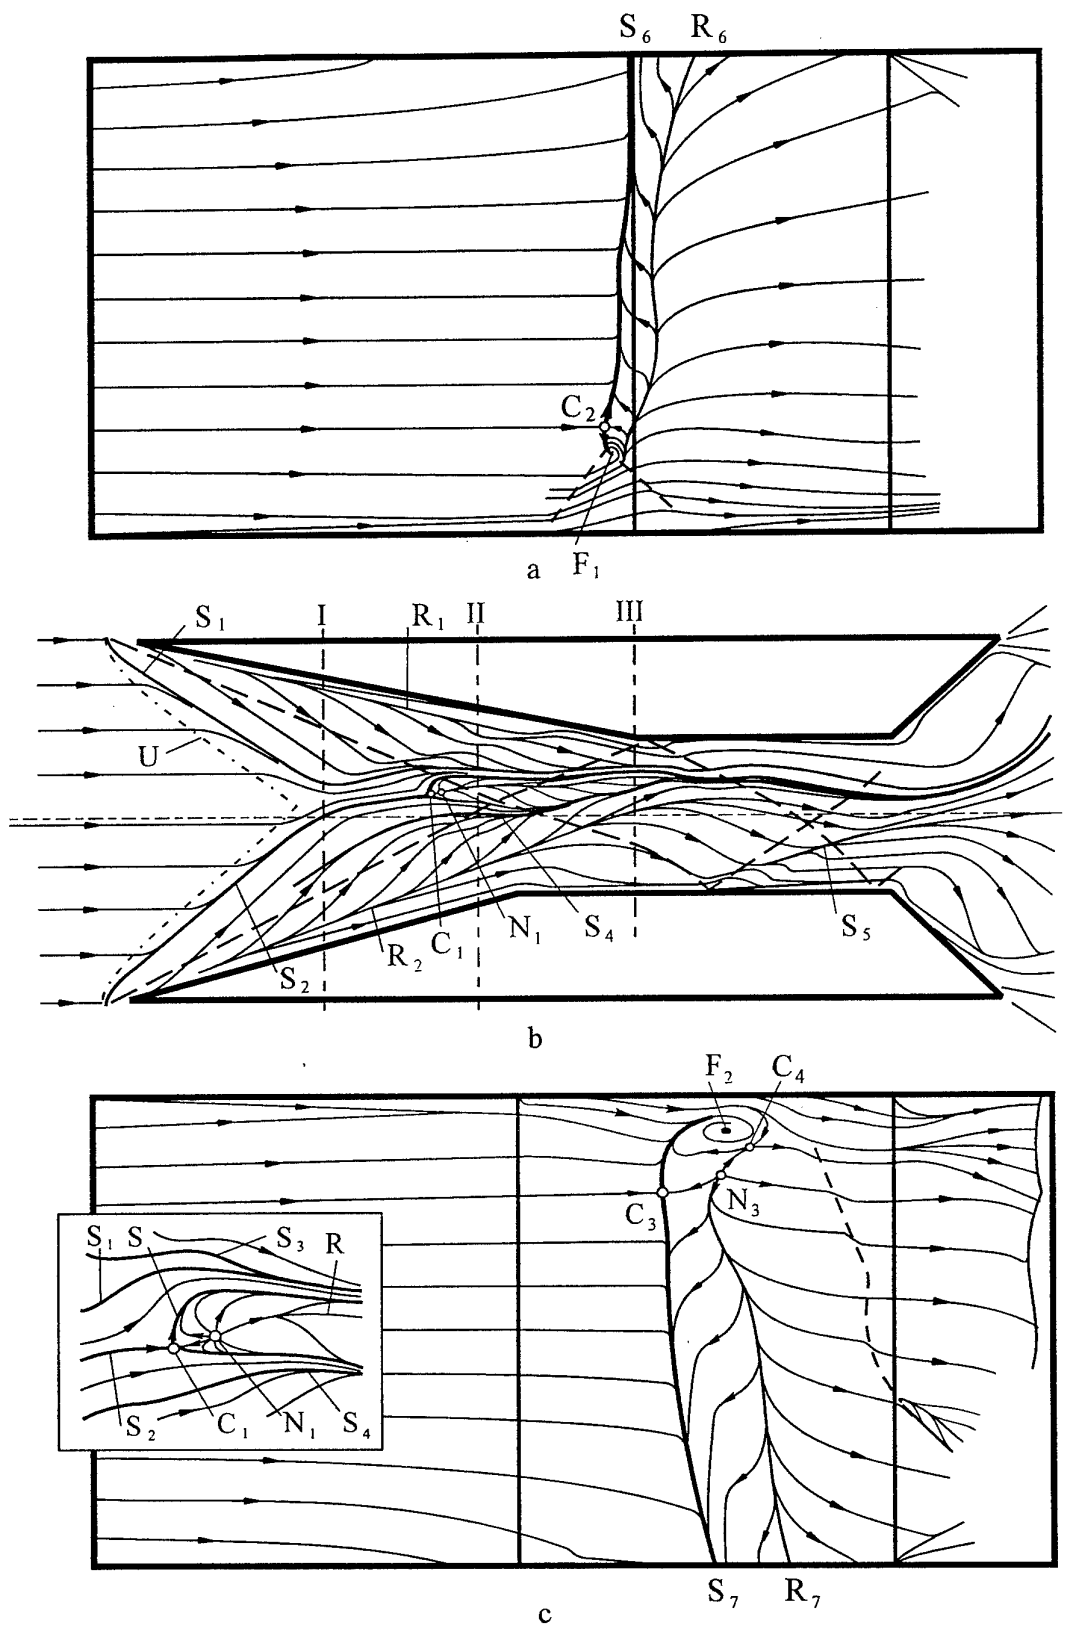 S₆ R₆
C₂
a F₁
S₁ I R₁ II III
U
R₂ C₁ N₁ S₄ S₅
S₂
b
F₂ C₄
C₃ N₃
S₁ S S₃ R
S₂ C₁ N₁ S₄
S₇ R₇
c